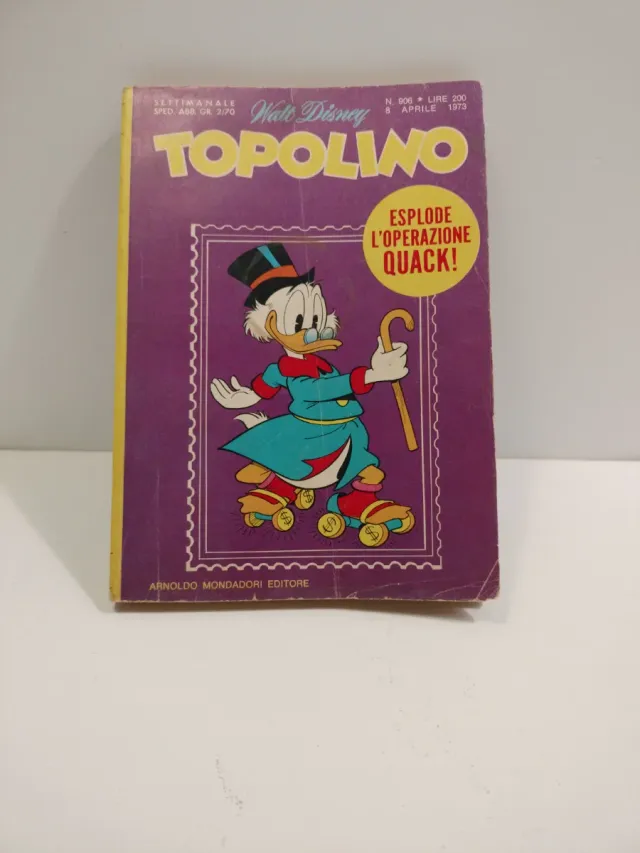 SETTIMANALE
SPED. ABB. GR. 2/70
Walt Disney
N. 906 * LIRE 200
8 APRILE 1973
TOPOLINO
ESPLODE
L'OPERAZIONE
QUACK!
$ $ $ $
ARNOLDO MONDADORI EDITORE